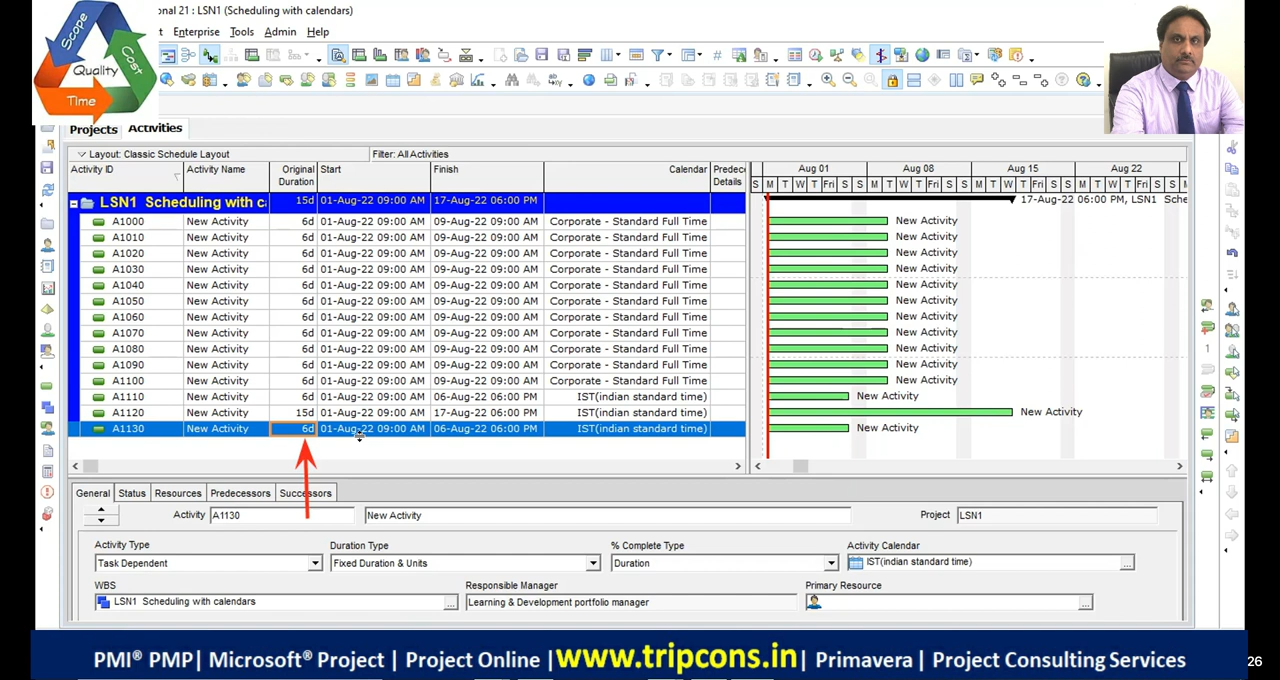 onal 21 : LSN1 (Scheduling with calendars)
t Enterprise Tools Admin Help
Scope
Cost
Quality
Time
Projects Activities
Layout: Classic Schedule Layout Filter: All Activities
Activity ID Activity Name Original Duration Start Finish Calendar Predece Details
Aug 01 Aug 08 Aug 15 Aug 22
S M T W T Fri S S M T W T Fri S S M T W T Fri S S M T W T Fri S S M
LSN1 Scheduling with ca 15d 01-Aug-22 09:00 AM 17-Aug-22 06:00 PM 17-Aug-22 06:00 PM, LSN1 Sche
A1000 New Activity 6d 01-Aug-22 09:00 AM 09-Aug-22 09:00 AM Corporate - Standard Full Time New Activity
A1010 New Activity 6d 01-Aug-22 09:00 AM 09-Aug-22 09:00 AM Corporate - Standard Full Time New Activity
A1020 New Activity 6d 01-Aug-22 09:00 AM 09-Aug-22 09:00 AM Corporate - Standard Full Time New Activity
A1030 New Activity 6d 01-Aug-22 09:00 AM 09-Aug-22 09:00 AM Corporate - Standard Full Time New Activity
A1040 New Activity 6d 01-Aug-22 09:00 AM 09-Aug-22 09:00 AM Corporate - Standard Full Time New Activity
A1050 New Activity 6d 01-Aug-22 09:00 AM 09-Aug-22 09:00 AM Corporate - Standard Full Time New Activity
A1060 New Activity 6d 01-Aug-22 09:00 AM 09-Aug-22 09:00 AM Corporate - Standard Full Time New Activity
A1070 New Activity 6d 01-Aug-22 09:00 AM 09-Aug-22 09:00 AM Corporate - Standard Full Time New Activity
A1080 New Activity 6d 01-Aug-22 09:00 AM 09-Aug-22 09:00 AM Corporate - Standard Full Time New Activity
A1090 New Activity 6d 01-Aug-22 09:00 AM 09-Aug-22 09:00 AM Corporate - Standard Full Time New Activity
A1100 New Activity 6d 01-Aug-22 09:00 AM 09-Aug-22 09:00 AM Corporate - Standard Full Time New Activity
A1110 New Activity 6d 01-Aug-22 09:00 AM 06-Aug-22 06:00 PM IST(indian standard time) New Activity
A1120 New Activity 15d 01-Aug-22 09:00 AM 17-Aug-22 06:00 PM IST(indian standard time) New Activity
A1130 New Activity 6d 01-Aug-22 09:00 AM 06-Aug-22 06:00 PM IST(indian standard time) New Activity
General Status Resources Predecessors Successors
Activity A1130 New Activity Project LSN1
Activity Type Duration Type % Complete Type Activity Calendar
Task Dependent Fixed Duration & Units Duration IST(indian standard time)
WBS Responsible Manager Primary Resource
LSN1 Scheduling with calendars Learning & Development portfolio manager
PMI® PMP| Microsoft® Project | Project Online |www.tripcons.in| Primavera | Project Consulting Services
26